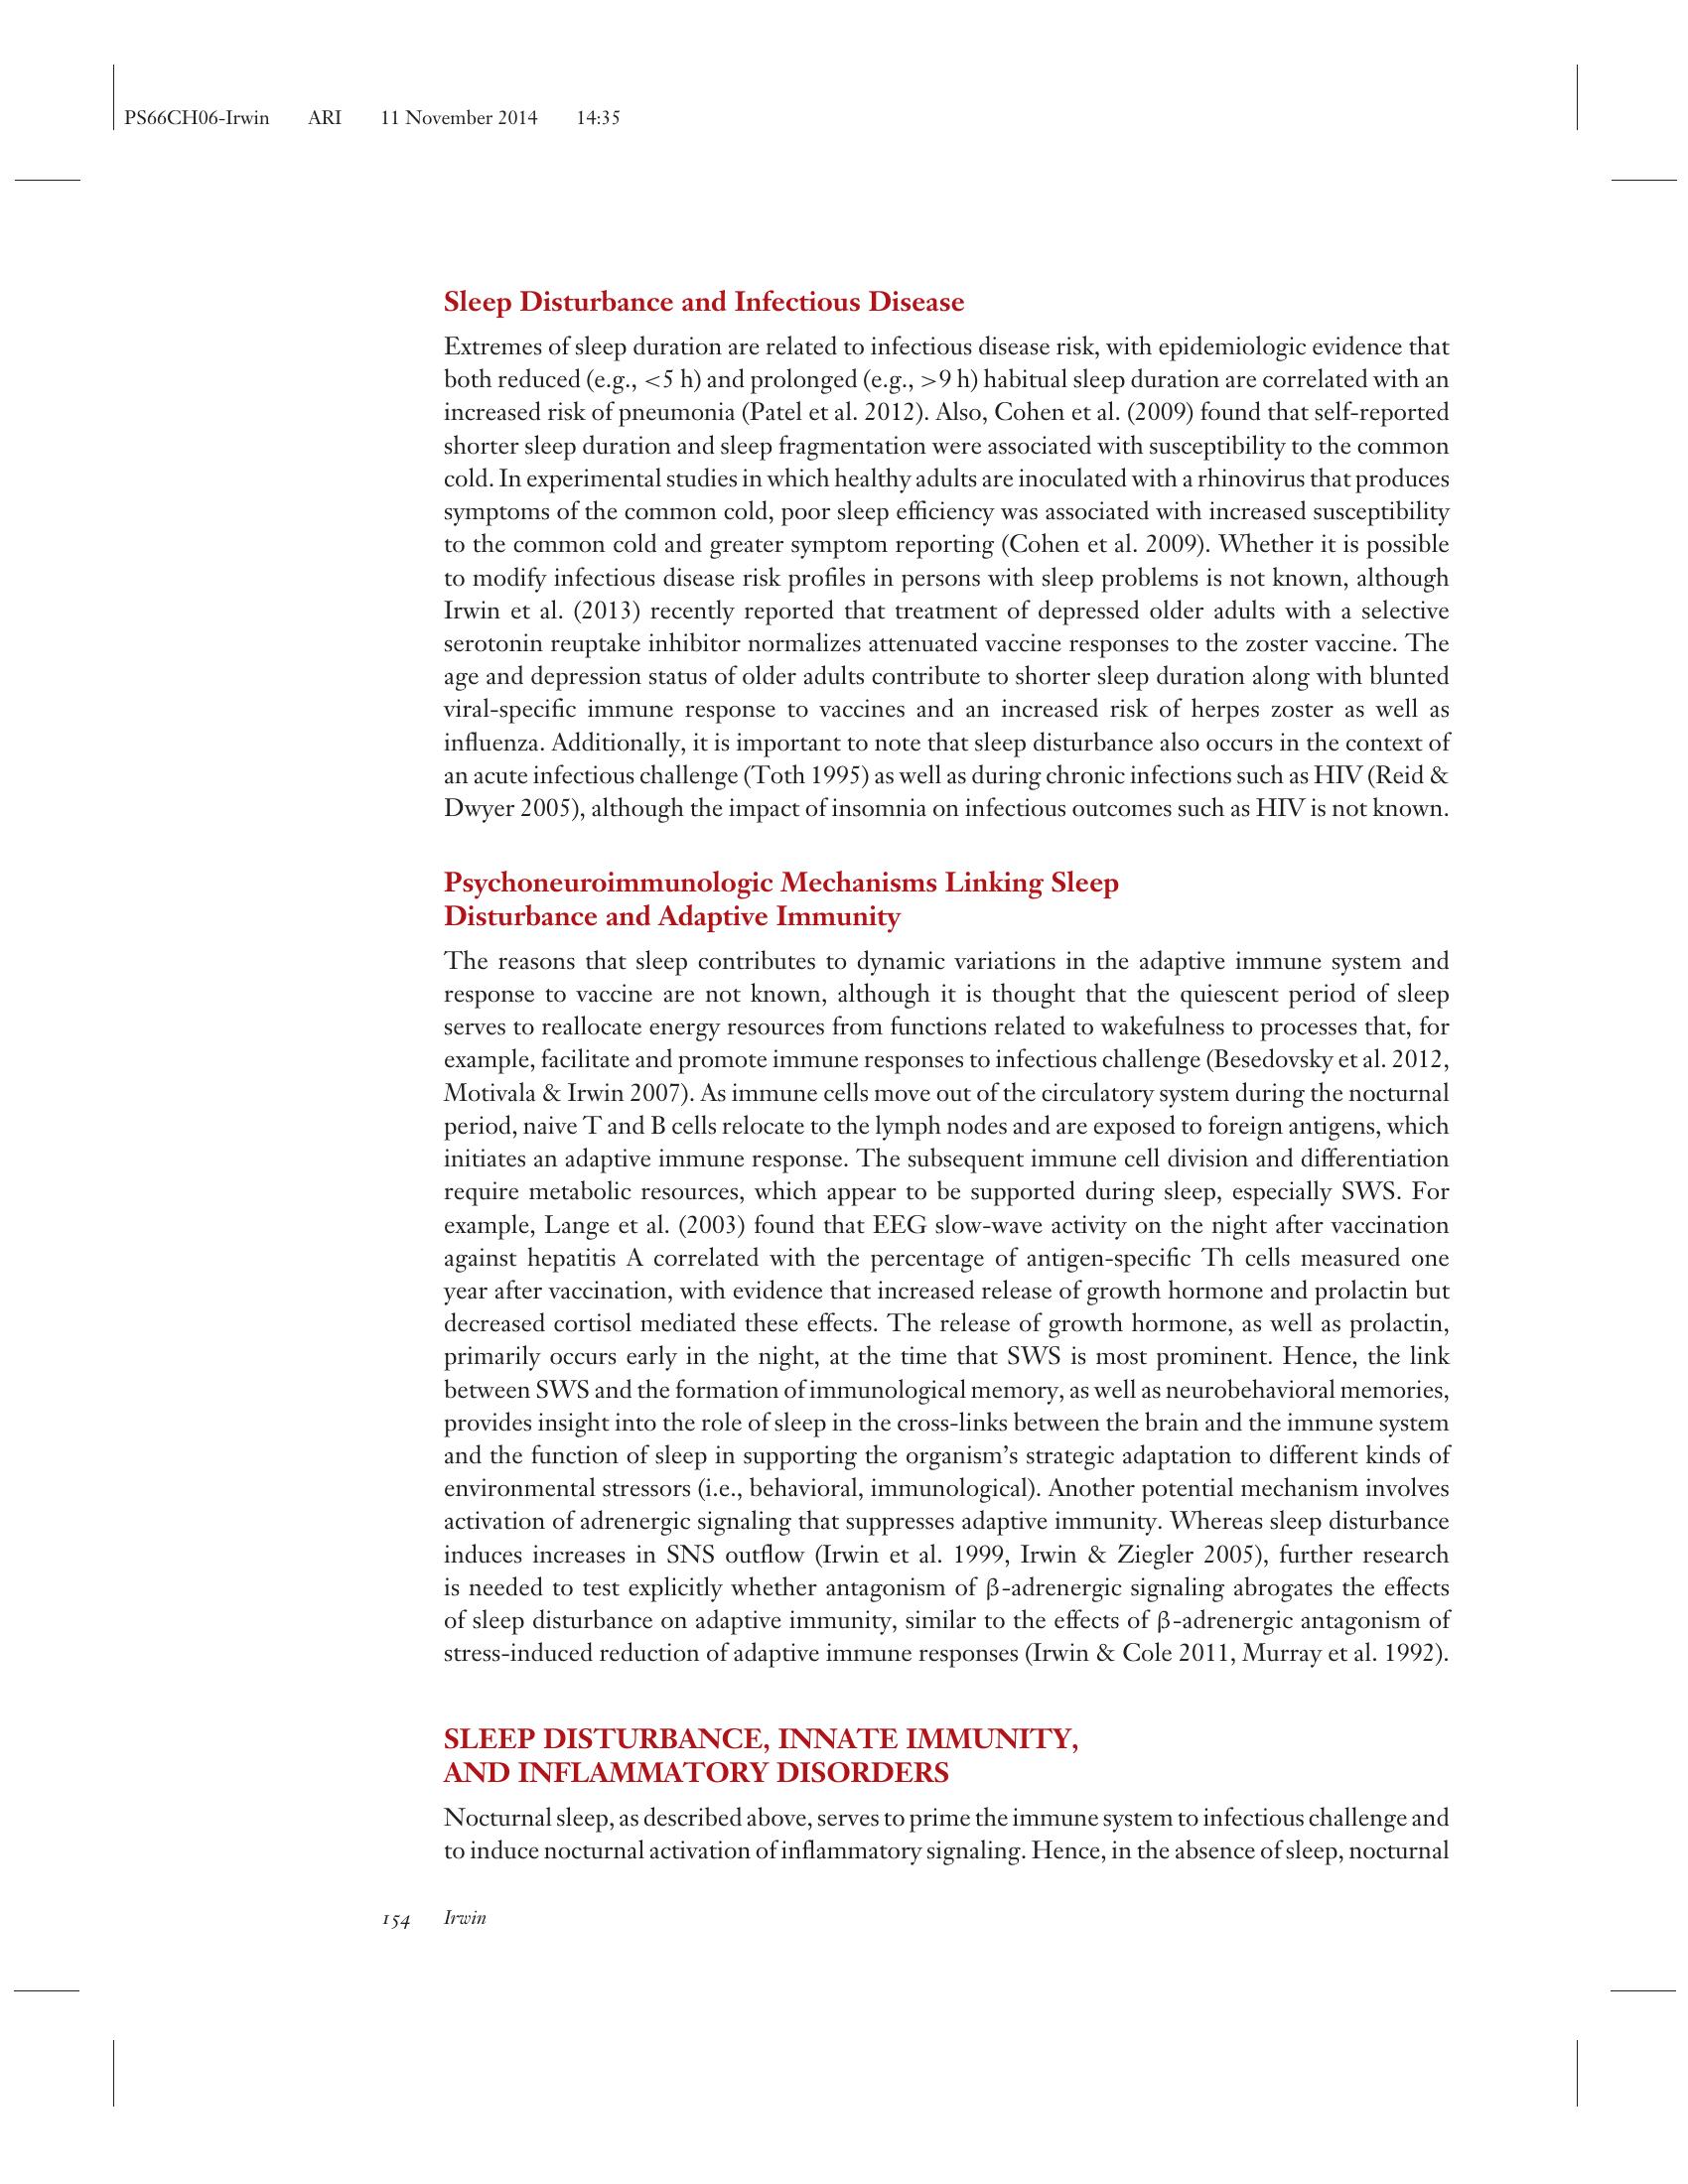 PS66CH06-Irwin ARI 11 November 2014 14:35
Sleep Disturbance and Infectious Disease
Extremes of sleep duration are related to infectious disease risk, with epidemiologic evidence that
both reduced (e.g., <5 h) and prolonged (e.g., >9 h) habitual sleep duration are correlated with an
increased risk of pneumonia (Patel et al. 2012). Also, Cohen et al. (2009) found that self-reported
shorter sleep duration and sleep fragmentation were associated with susceptibility to the common
cold. In experimental studies in which healthy adults are inoculated with a rhinovirus that produces
symptoms of the common cold, poor sleep efficiency was associated with increased susceptibility
to the common cold and greater symptom reporting (Cohen et al. 2009). Whether it is possible
to modify infectious disease risk profiles in persons with sleep problems is not known, although
Irwin et al. (2013) recently reported that treatment of depressed older adults with a selective
serotonin reuptake inhibitor normalizes attenuated vaccine responses to the zoster vaccine. The
age and depression status of older adults contribute to shorter sleep duration along with blunted
viral-specific immune response to vaccines and an increased risk of herpes zoster as well as
influenza. Additionally, it is important to note that sleep disturbance also occurs in the context of
an acute infectious challenge (Toth 1995) as well as during chronic infections such as HIV (Reid &
Dwyer 2005), although the impact of insomnia on infectious outcomes such as HIV is not known.
Psychoneuroimmunologic Mechanisms Linking Sleep
Disturbance and Adaptive Immunity
The reasons that sleep contributes to dynamic variations in the adaptive immune system and
response to vaccine are not known, although it is thought that the quiescent period of sleep
serves to reallocate energy resources from functions related to wakefulness to processes that, for
example, facilitate and promote immune responses to infectious challenge (Besedovsky et al. 2012,
Motivala & Irwin 2007). As immune cells move out of the circulatory system during the nocturnal
period, naive T and B cells relocate to the lymph nodes and are exposed to foreign antigens, which
initiates an adaptive immune response. The subsequent immune cell division and differentiation
require metabolic resources, which appear to be supported during sleep, especially SWS. For
example, Lange et al. (2003) found that EEG slow-wave activity on the night after vaccination
against hepatitis A correlated with the percentage of antigen-specific Th cells measured one
year after vaccination, with evidence that increased release of growth hormone and prolactin but
decreased cortisol mediated these effects. The release of growth hormone, as well as prolactin,
primarily occurs early in the night, at the time that SWS is most prominent. Hence, the link
between SWS and the formation of immunological memory, as well as neurobehavioral memories,
provides insight into the role of sleep in the cross-links between the brain and the immune system
and the function of sleep in supporting the organism's strategic adaptation to different kinds of
environmental stressors (i.e., behavioral, immunological). Another potential mechanism involves
activation of adrenergic signaling that suppresses adaptive immunity. Whereas sleep disturbance
induces increases in SNS outflow (Irwin et al. 1999, Irwin & Ziegler 2005), further research
is needed to test explicitly whether antagonism of β-adrenergic signaling abrogates the effects
of sleep disturbance on adaptive immunity, similar to the effects of β-adrenergic antagonism of
stress-induced reduction of adaptive immune responses (Irwin & Cole 2011, Murray et al. 1992).
SLEEP DISTURBANCE, INNATE IMMUNITY,
AND INFLAMMATORY DISORDERS
Nocturnal sleep, as described above, serves to prime the immune system to infectious challenge and
to induce nocturnal activation of inflammatory signaling. Hence, in the absence of sleep, nocturnal
154 Irwin